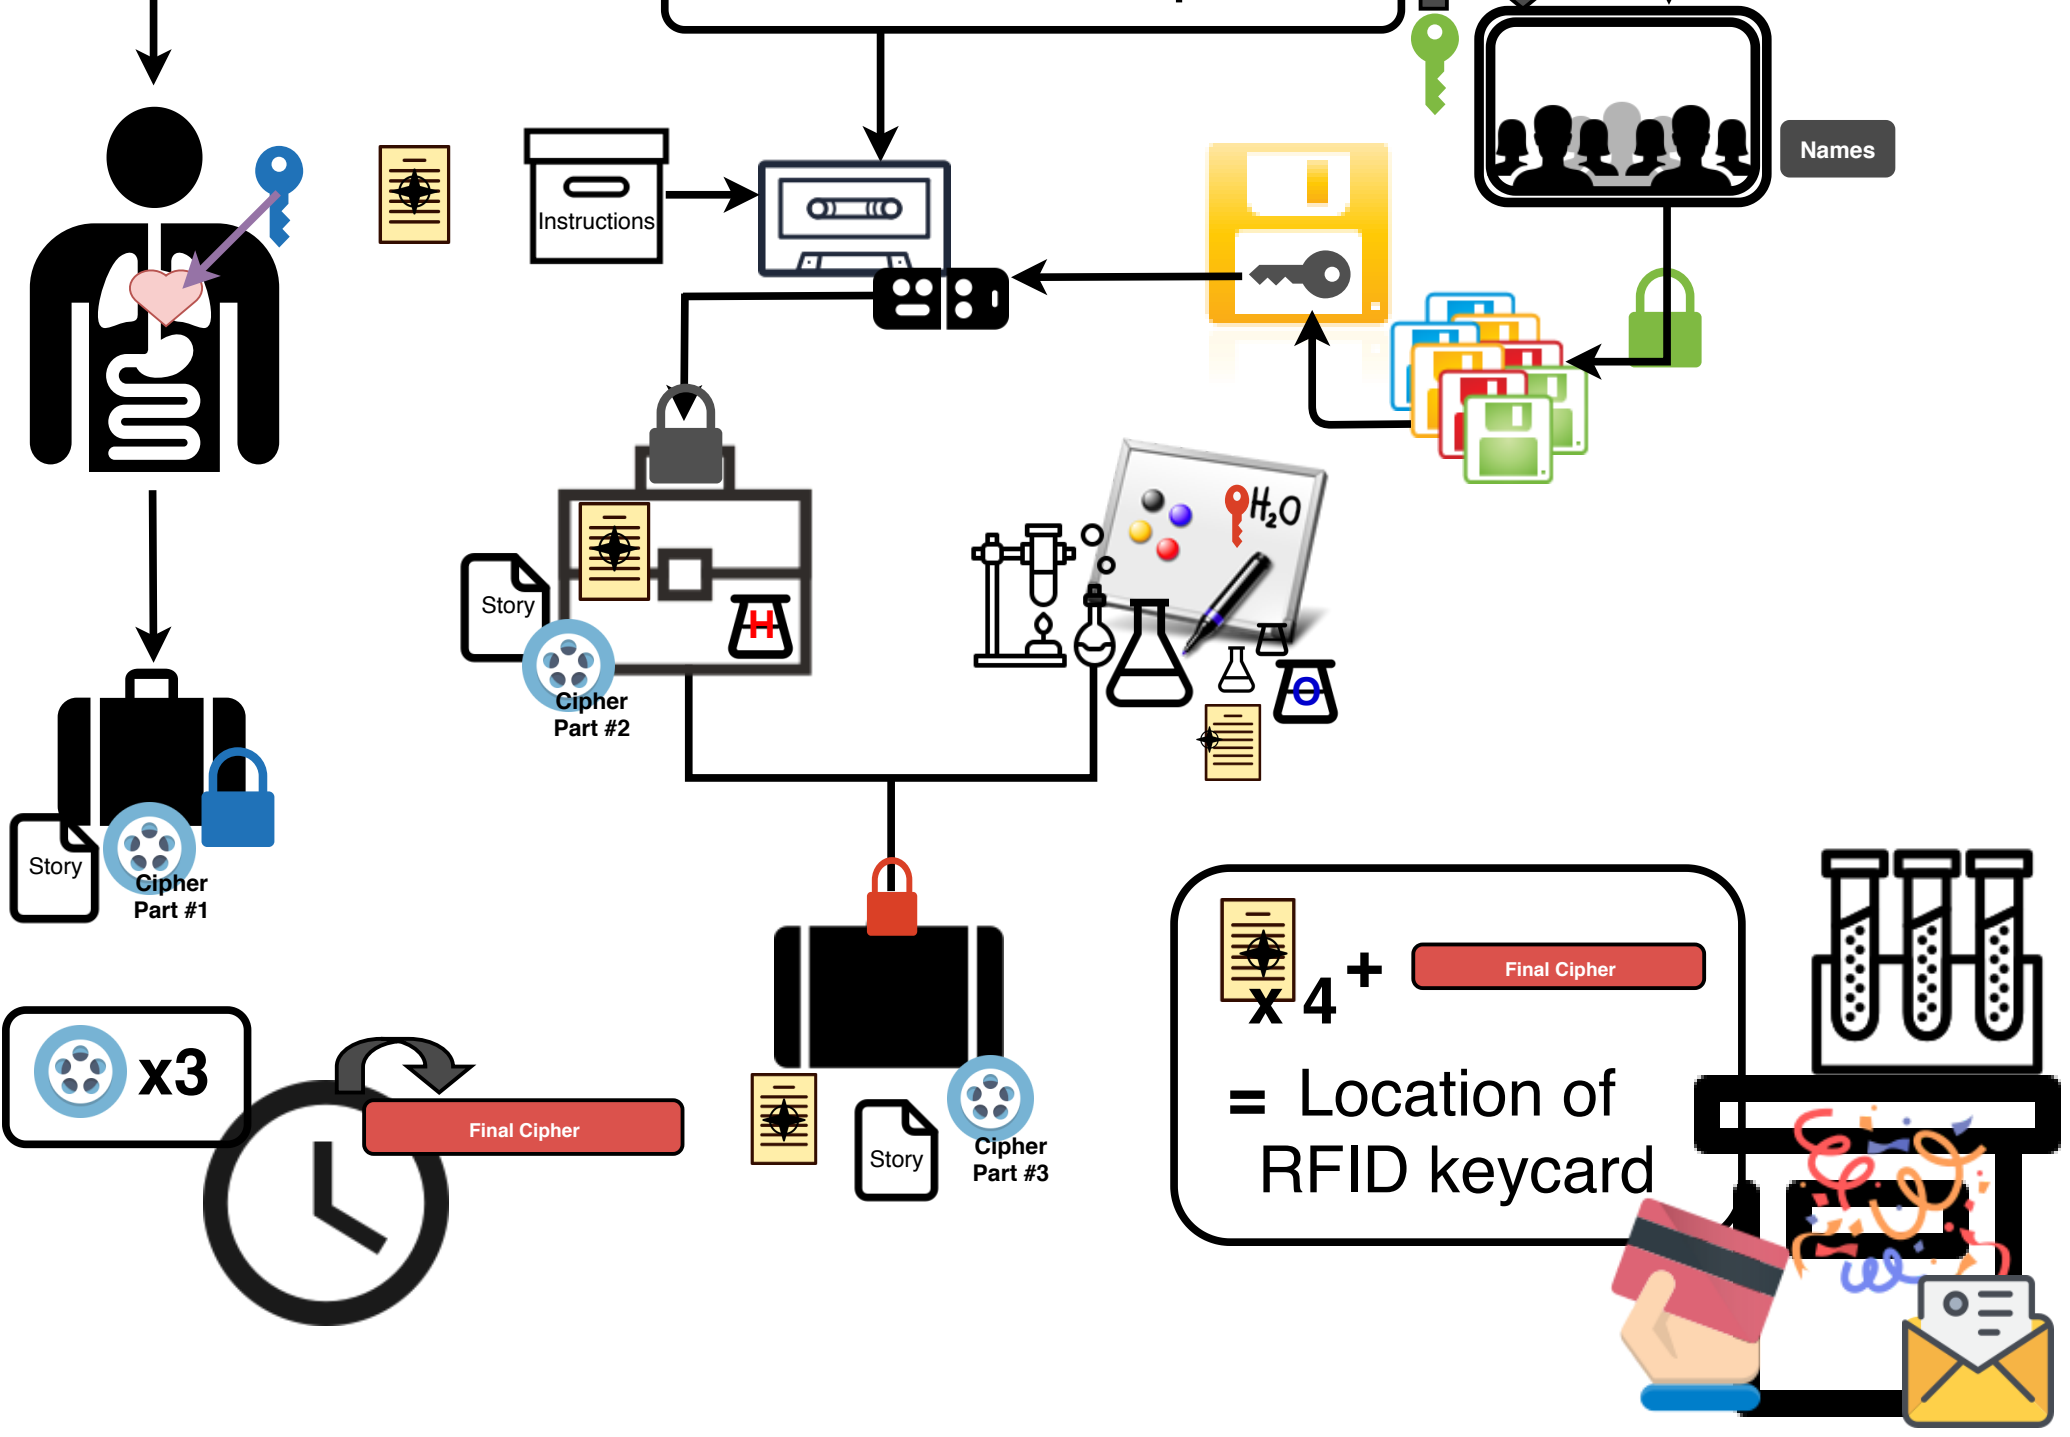 Names
Instructions
H₂O
Story
H
Cipher
Part #2
O
Story
Cipher
Part #1
x 4
+
Final Cipher
= Location of
RFID keycard
x3
Final Cipher
Story
Cipher
Part #3